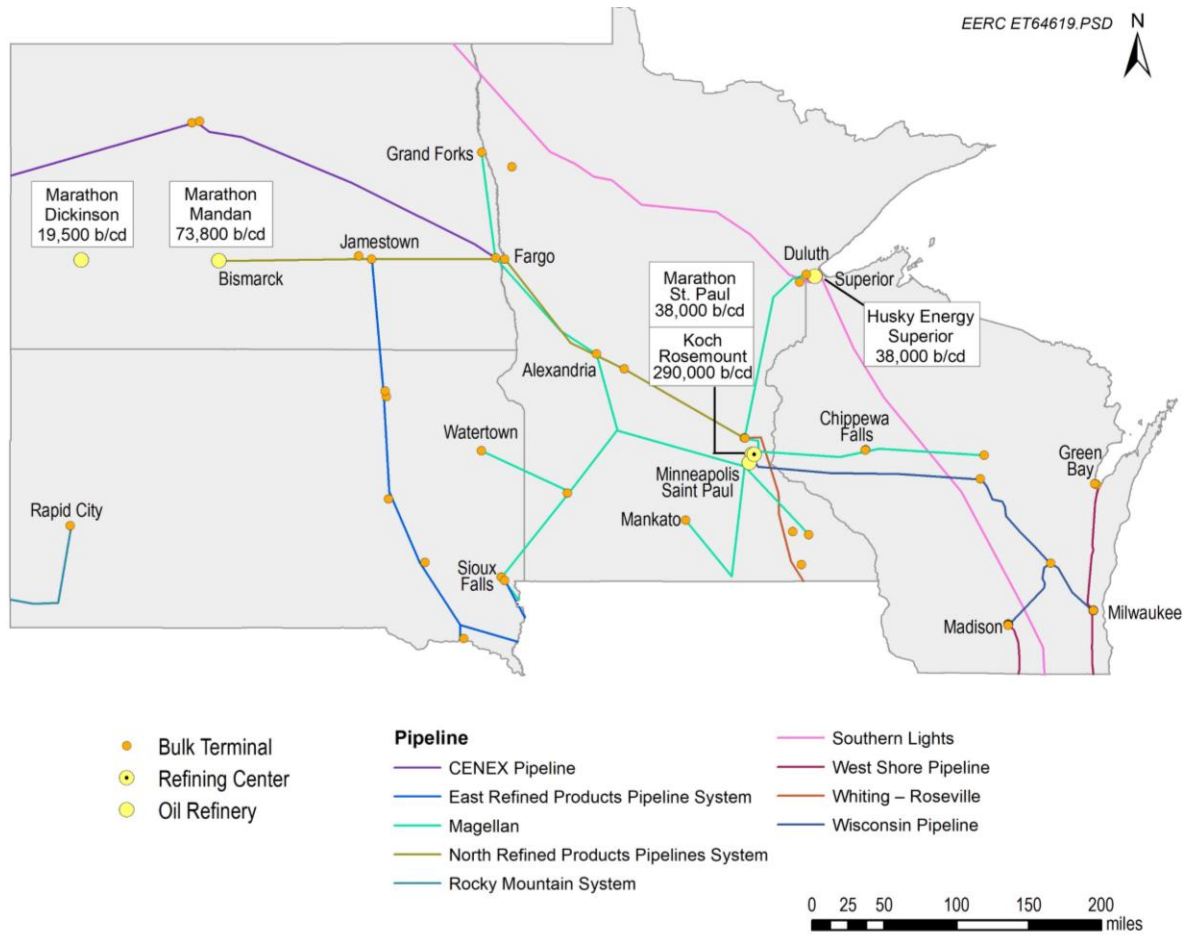 EERC ET64619.PSD
N
Grand Forks
Marathon
Dickinson
19,500 b/cd
Marathon
Mandan
73,800 b/cd
Jamestown
Bismarck
Fargo
Duluth
Superior
Marathon
St. Paul
38,000 b/cd
Koch
Rosemount
290,000 b/cd
Husky Energy
Superior
38,000 b/cd
Alexandria
Watertown
Chippewa
Falls
Green
Bay
Minneapolis
Saint Paul
Rapid City
Mankato
Sioux
Falls
Madison
Milwaukee
Bulk Terminal
Refining Center
Oil Refinery
Pipeline
CENEX Pipeline
East Refined Products Pipeline System
Magellan
North Refined Products Pipelines System
Rocky Mountain System
Southern Lights
West Shore Pipeline
Whiting – Roseville
Wisconsin Pipeline
0 25 50 100 150 200
miles